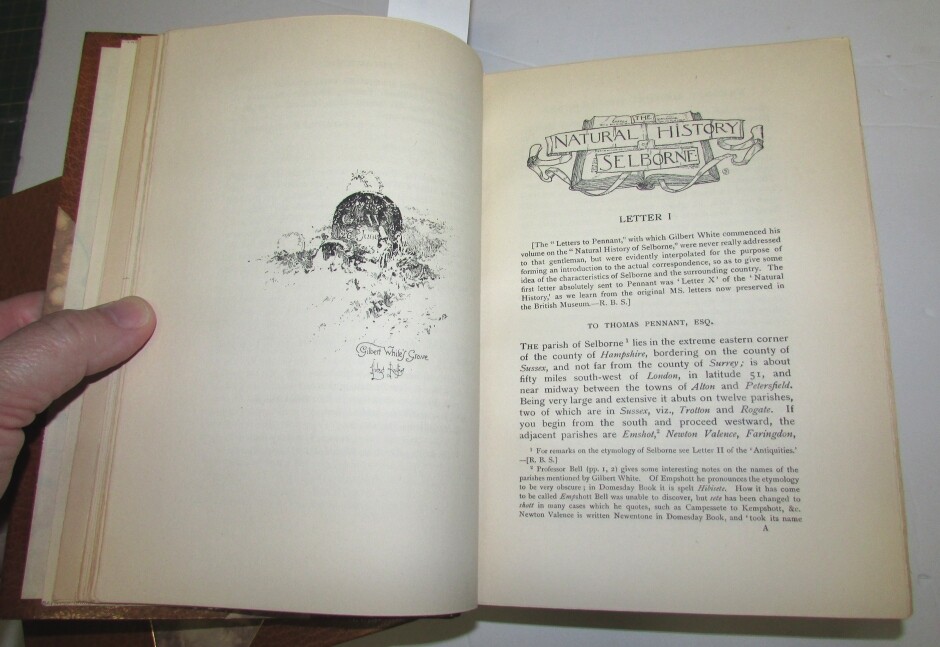 Gilbert White's Grave
THE
NATURAL HISTORY
of
SELBORNE
LETTER I
[The "Letters to Pennant," with which Gilbert White commenced his
volume on the "Natural History of Selborne," were never really addressed
to that gentleman, but were evidently interpolated for the purpose of
forming an introduction to the actual correspondence, so as to give some
idea of the characteristics of Selborne and the surrounding country. The
first letter absolutely sent to Pennant was 'Letter X' of the 'Natural
History,' as we learn from the original MS. letters now preserved in
the British Museum.—R. B. S.]
TO THOMAS PENNANT, ESQ.
THE parish of Selborne¹ lies in the extreme eastern corner
of the county of Hampshire, bordering on the county of
Sussex, and not far from the county of Surrey; is about
fifty miles south-west of London, in latitude 51, and
near midway between the towns of Alton and Petersfield.
Being very large and extensive it abuts on twelve parishes,
two of which are in Sussex, viz., Trotton and Rogate. If
you begin from the south and proceed westward, the
adjacent parishes are Emshot,² Newton Valence, Faringdon,
¹ For remarks on the etymology of Selborne see Letter II of the 'Antiquities.'
—[R. B. S.]
² Professor Bell (pp. 1, 2) gives some interesting notes on the names of the
parishes mentioned by Gilbert White. Of Empshott he pronounces the etymology
to be very obscure; in Domesday Book it is spelt Hibisete. How it has come
to be called Empshott Bell was unable to discover, but sete has been changed to
shott in many cases which he quotes, such as Campessete to Kempshott, &c.
Newton Valence is written Newentone in Domesday Book, and 'took its name
A